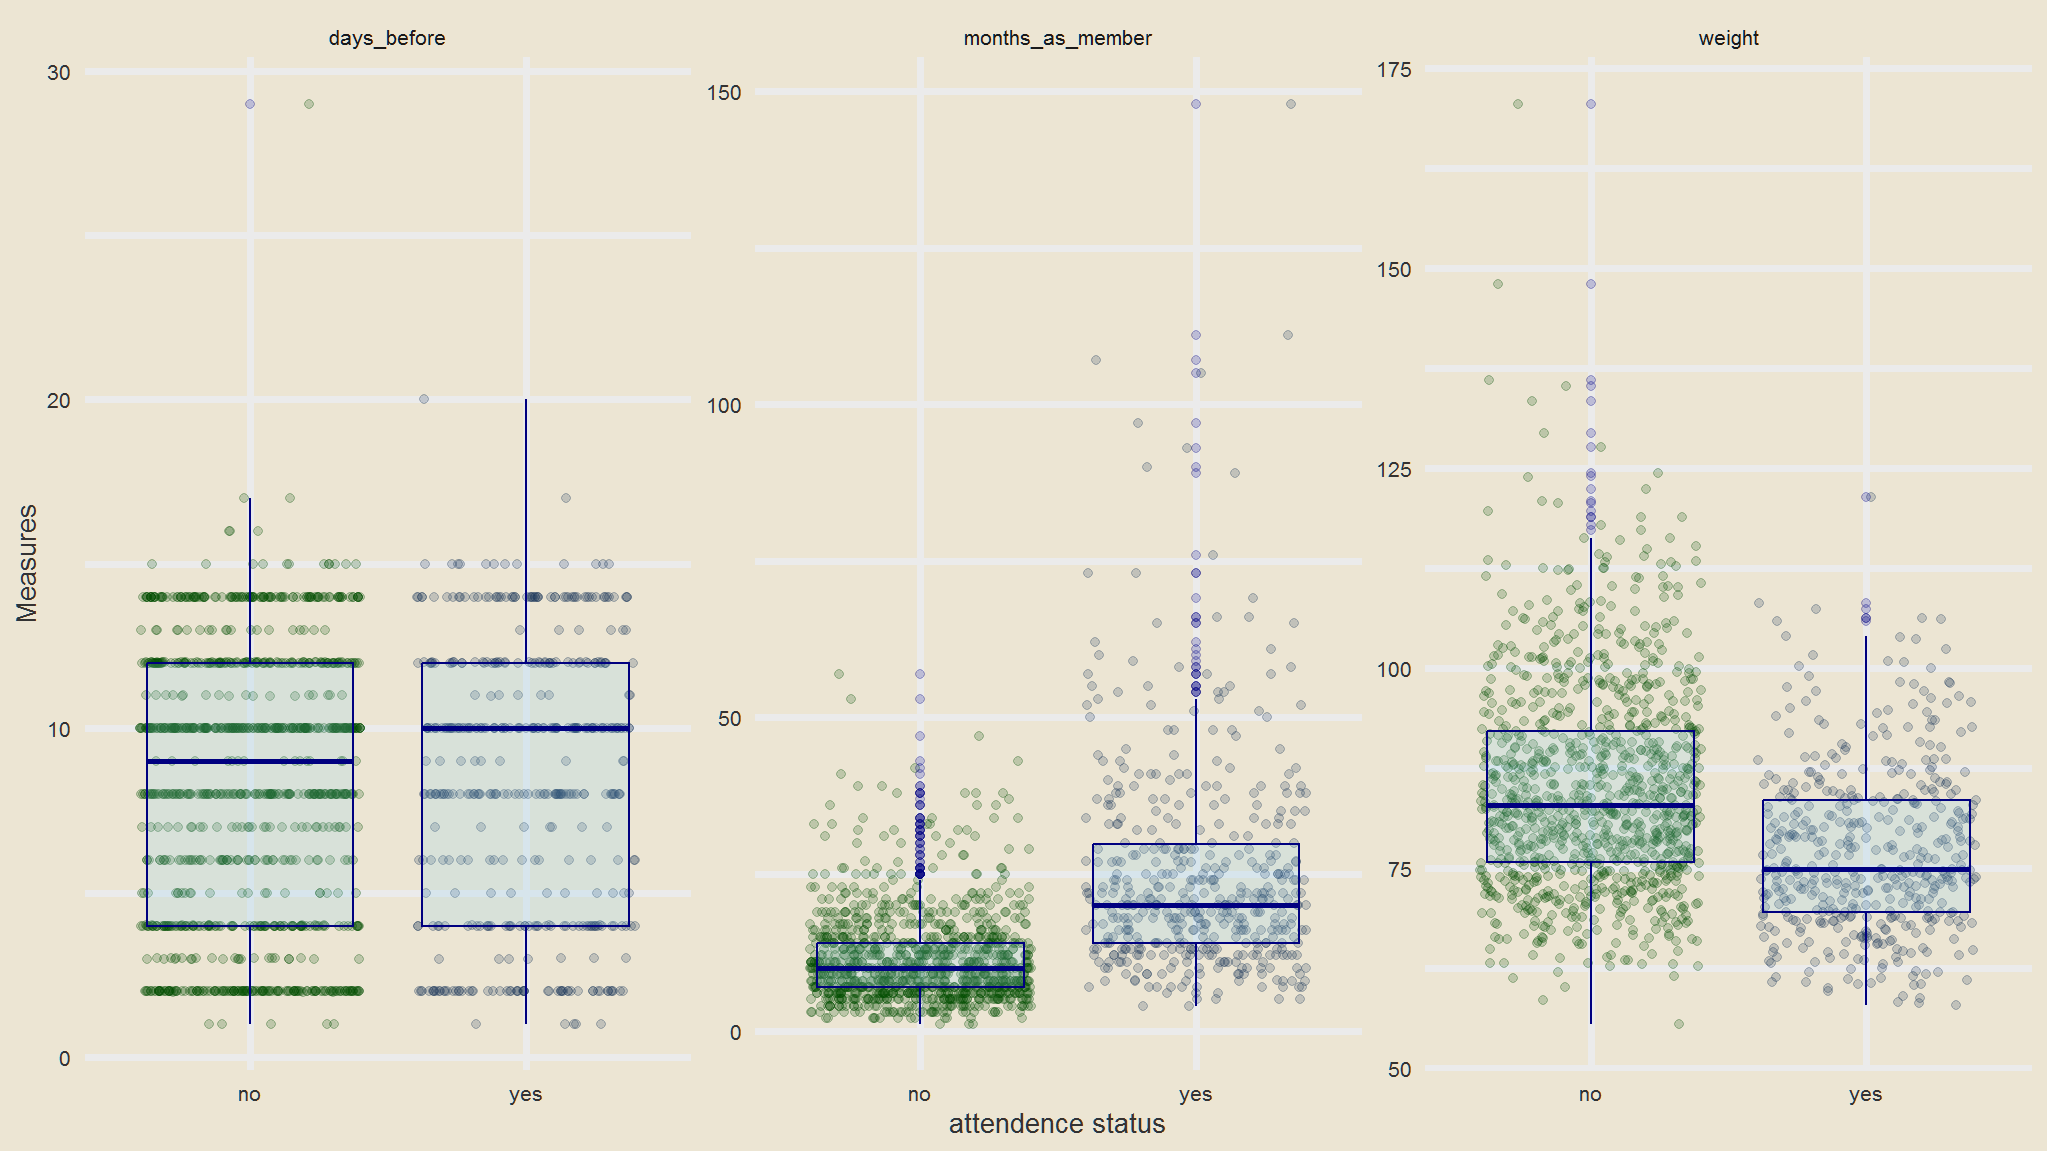 days_before
months_as_member
weight
30
20
10
0
150
100
50
0
175
150
125
100
75
50
Measures
no
yes
no
yes
no
yes
attendence status